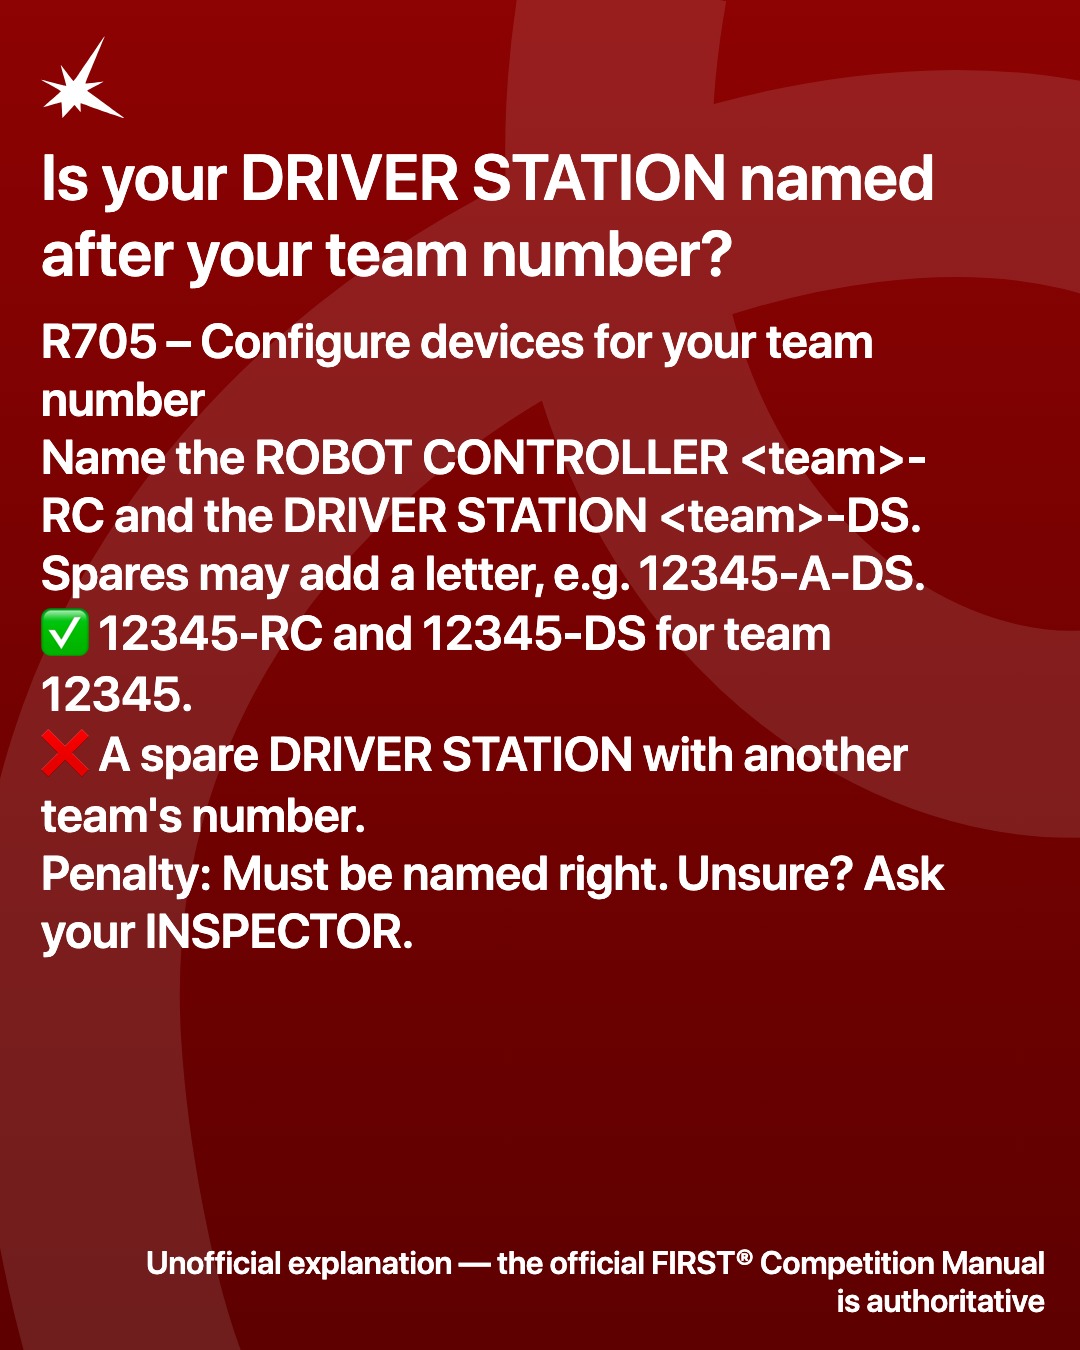 Is your DRIVER STATION named
after your team number?
R705 – Configure devices for your team
number
Name the ROBOT CONTROLLER <team>-
RC and the DRIVER STATION <team>-DS.
Spares may add a letter, e.g. 12345-A-DS.
✅ 12345-RC and 12345-DS for team
12345.
❌ A spare DRIVER STATION with another
team's number.
Penalty: Must be named right. Unsure? Ask
your INSPECTOR.
Unofficial explanation — the official FIRST® Competition Manual
is authoritative